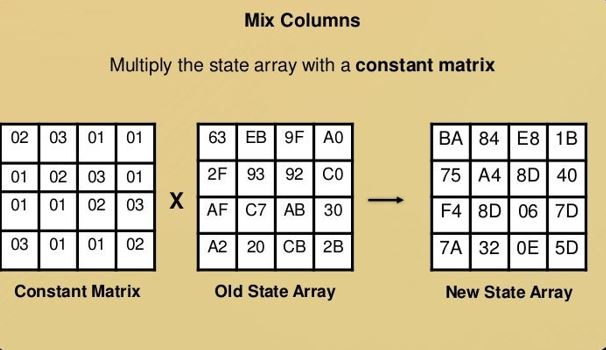 Mix Columns
Multiply the state array with a constant matrix
02 03 01 01
01 02 03 01
01 01 02 03
03 01 01 02
Constant Matrix
X
63 EB 9F A0
2F 93 92 C0
AF C7 AB 30
A2 20 CB 2B
Old State Array
BA 84 E8 1B
75 A4 8D 40
F4 8D 06 7D
7A 32 0E 5D
New State Array